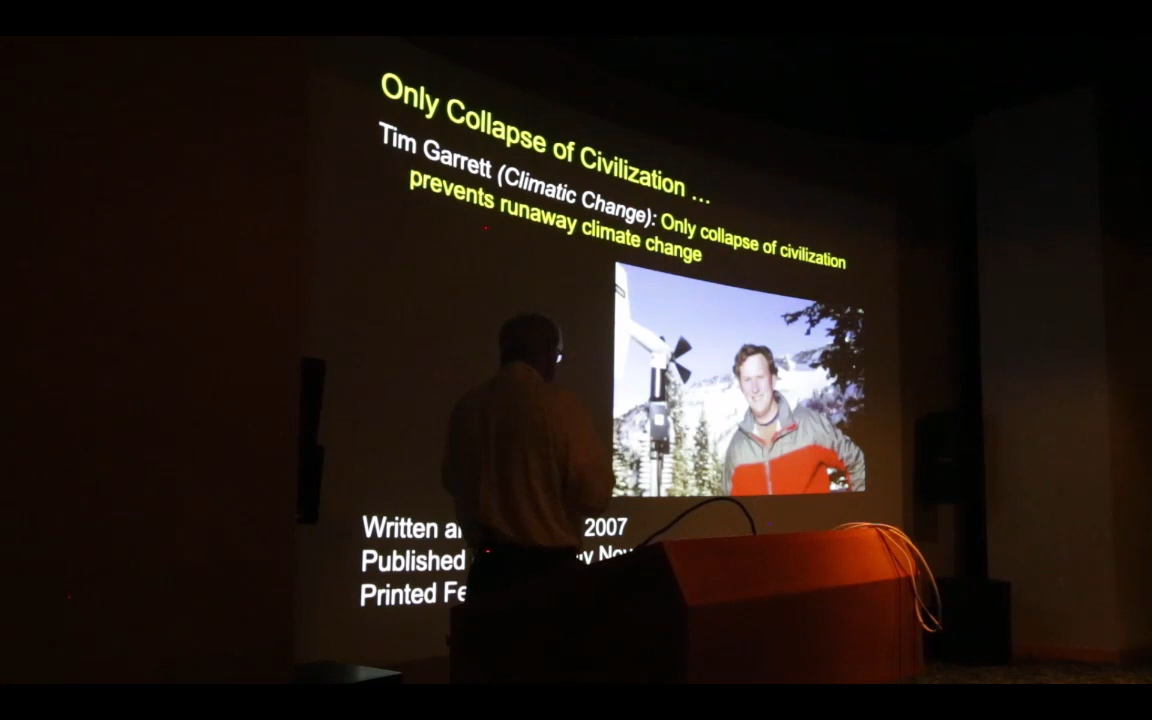 Only Collapse of Civilization ...
Tim Garrett (Climatic Change): Only collapse of civilization
prevents runaway climate change
Written 2007
Published
Printed